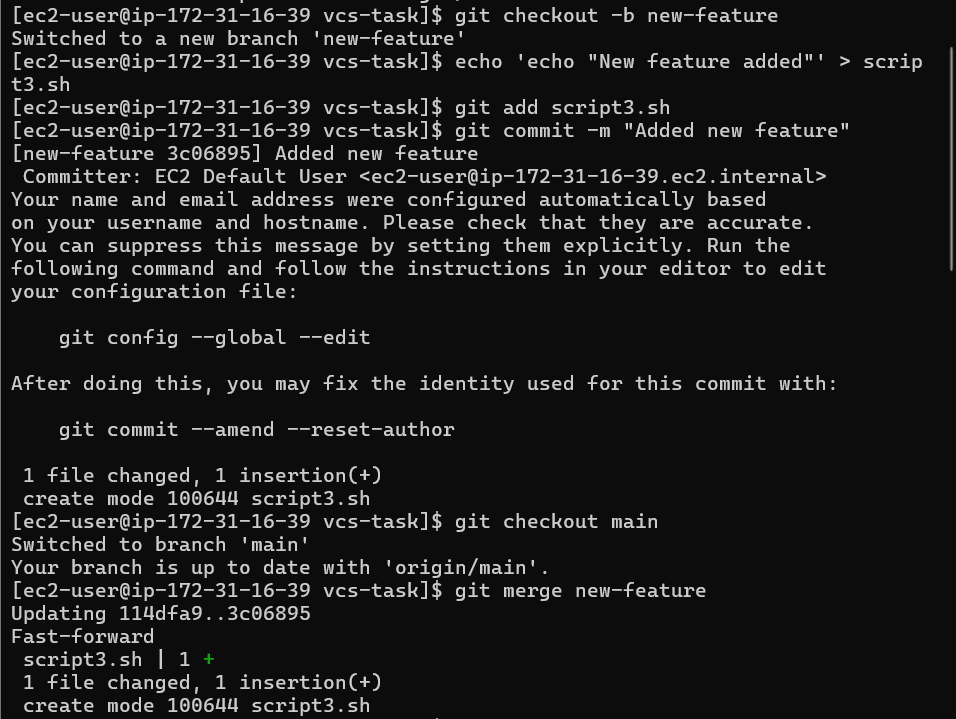 [ec2-user@ip-172-31-16-39 vcs-task]$ git checkout -b new-feature
Switched to a new branch 'new-feature'
[ec2-user@ip-172-31-16-39 vcs-task]$ echo 'echo "New feature added"' > scrip
t3.sh
[ec2-user@ip-172-31-16-39 vcs-task]$ git add script3.sh
[ec2-user@ip-172-31-16-39 vcs-task]$ git commit -m "Added new feature"
[new-feature 3c06895] Added new feature
 Committer: EC2 Default User <ec2-user@ip-172-31-16-39.ec2.internal>
Your name and email address were configured automatically based
on your username and hostname. Please check that they are accurate.
You can suppress this message by setting them explicitly. Run the
following command and follow the instructions in your editor to edit
your configuration file:

    git config --global --edit

After doing this, you may fix the identity used for this commit with:

    git commit --amend --reset-author

 1 file changed, 1 insertion(+)
 create mode 100644 script3.sh
[ec2-user@ip-172-31-16-39 vcs-task]$ git checkout main
Switched to branch 'main'
Your branch is up to date with 'origin/main'.
[ec2-user@ip-172-31-16-39 vcs-task]$ git merge new-feature
Updating 114dfa9..3c06895
Fast-forward
 script3.sh | 1 +
 1 file changed, 1 insertion(+)
 create mode 100644 script3.sh